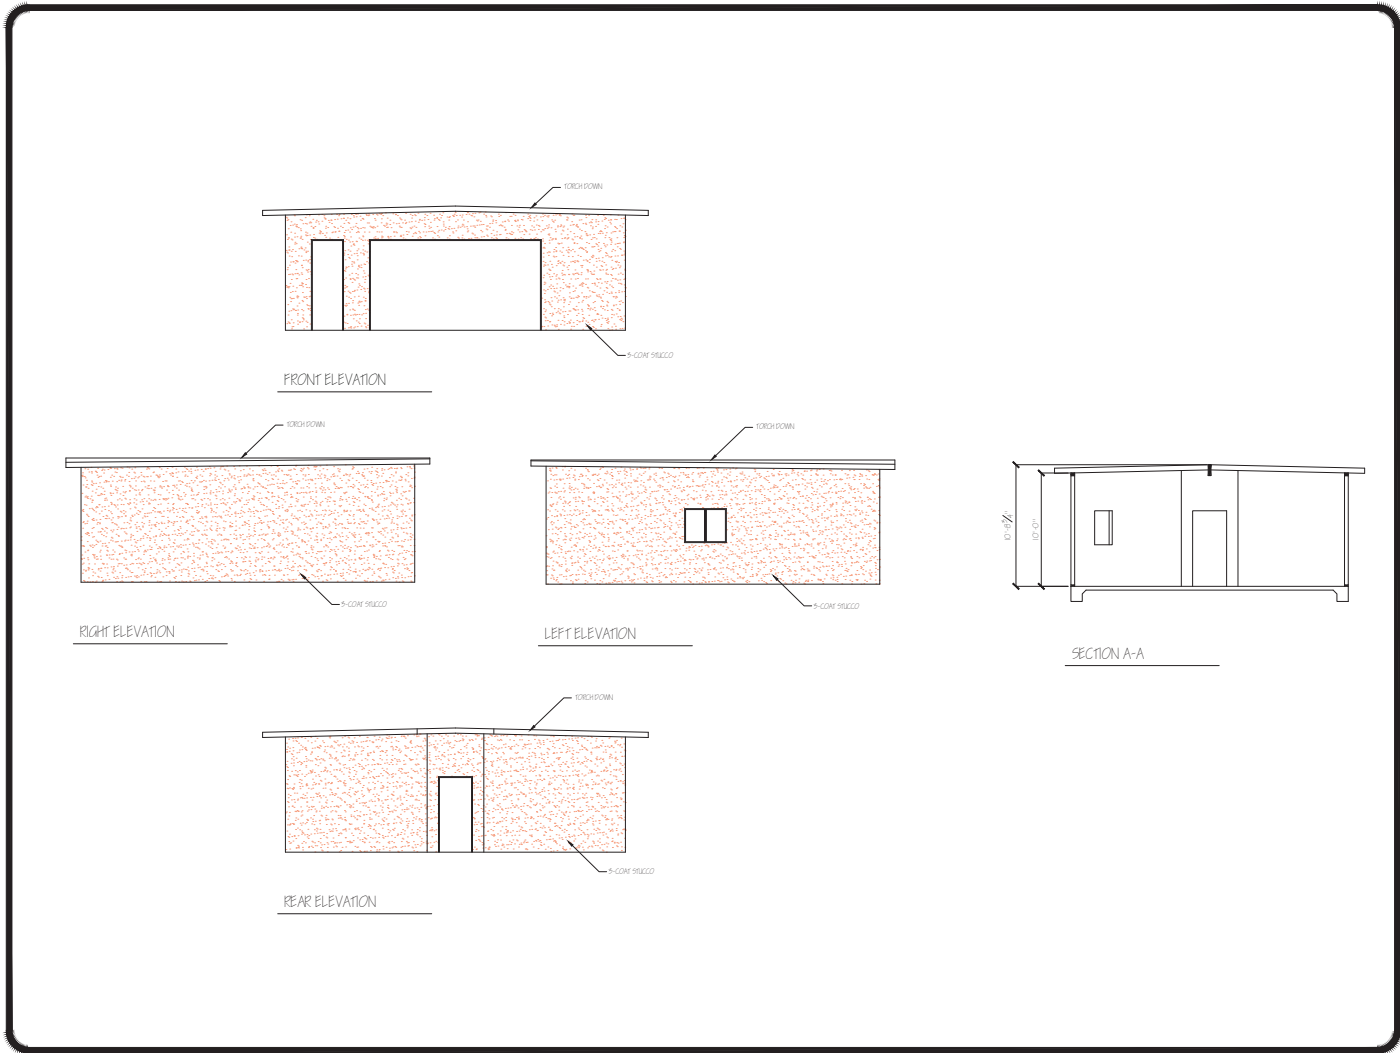 TORCH DOWN
3-COAT STUCCO
FRONT ELEVATION
TORCH DOWN
3-COAT STUCCO
RIGHT ELEVATION
TORCH DOWN
3-COAT STUCCO
LEFT ELEVATION
10'-0"
SECTION A-A
TORCH DOWN
3-COAT STUCCO
REAR ELEVATION